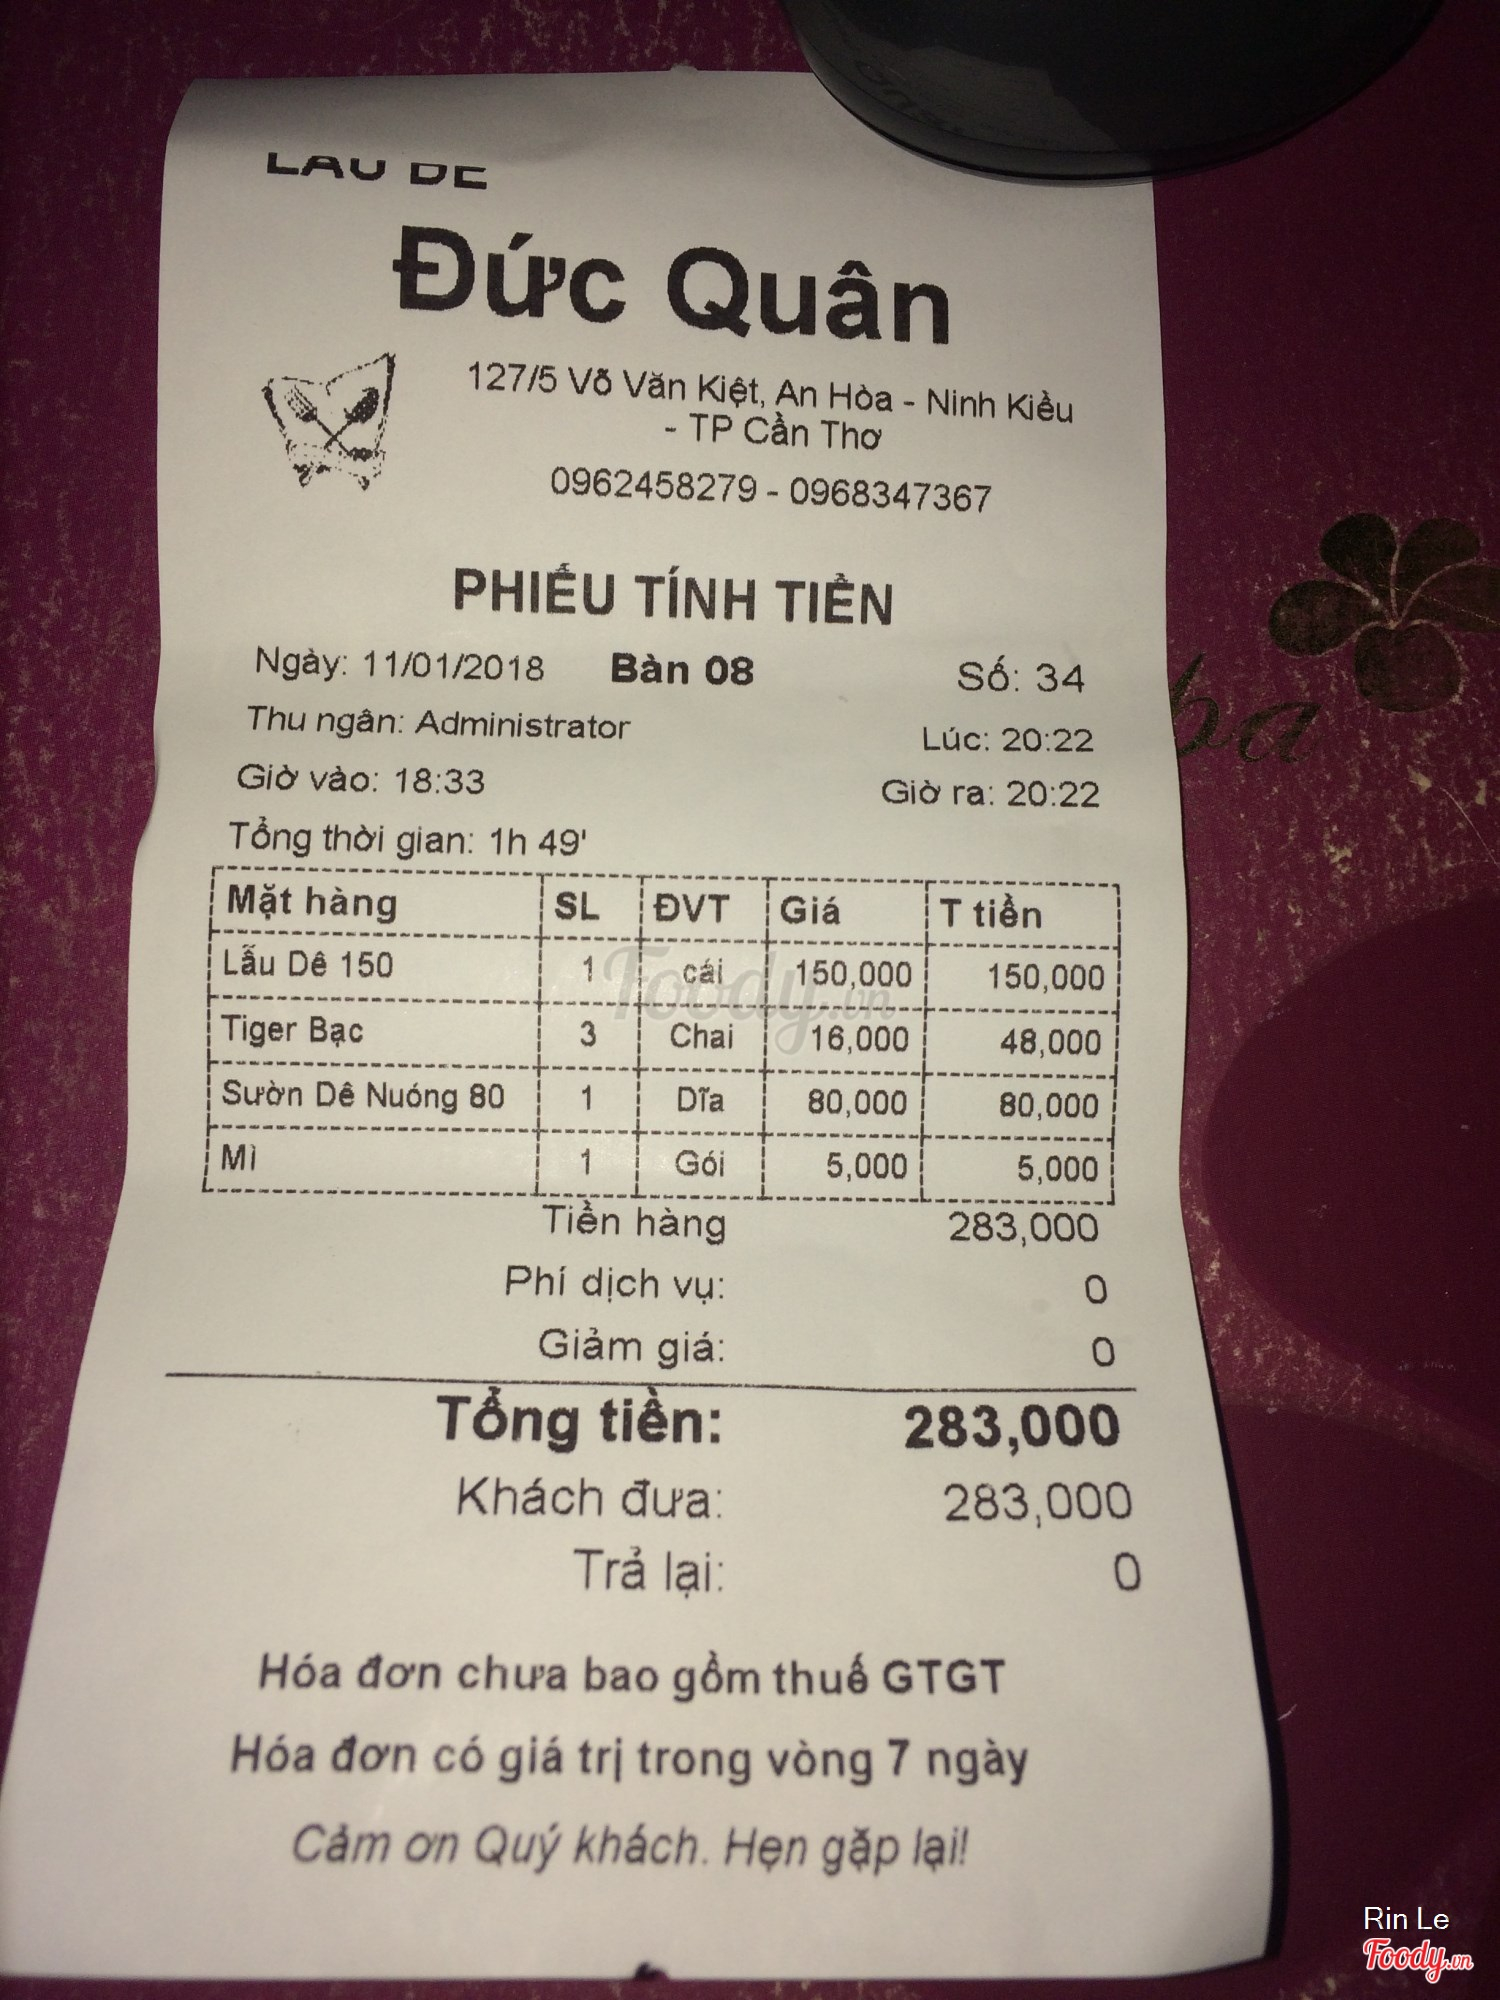 LẨU DÊ
Đức Quân
127/5 Võ Văn Kiệt, An Hòa - Ninh Kiều
- TP Cần Thơ
0962458279 - 0968347367
PHIẾU TÍNH TIỀN
Ngày: 11/01/2018 Bàn 08 Số: 34
Thu ngân: Administrator Lúc: 20:22
Giờ vào: 18:33 Giờ ra: 20:22
Tổng thời gian: 1h 49'
Mặt hàng SL ĐVT Giá T tiền
Lẫu Dê 150 1 cái 150,000 150,000
Tiger Bạc 3 Chai 16,000 48,000
Sườn Dê Nuóng 80 1 Dĩa 80,000 80,000
Mì 1 Gói 5,000 5,000
Foody.vn
Tiền hàng 283,000
Phí dịch vụ: 0
Giảm giá: 0
Tổng tiền: 283,000
Khách đưa: 283,000
Trả lại: 0
Hóa đơn chưa bao gồm thuế GTGT
Hóa đơn có giá trị trong vòng 7 ngày
Cảm ơn Quý khách. Hẹn gặp lại!
Rin Le
Foody.vn